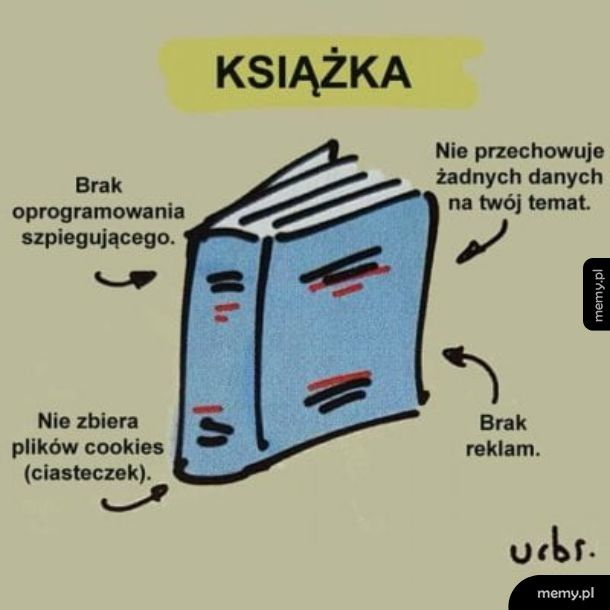 KSIĄŻKA
Brak
oprogramowania
szpiegującego.
Nie przechowuje
żadnych danych
na twój temat.
Nie zbiera
plików cookies
(ciasteczek).
Brak
reklam.
urbs.
memy.pl
memy.pl